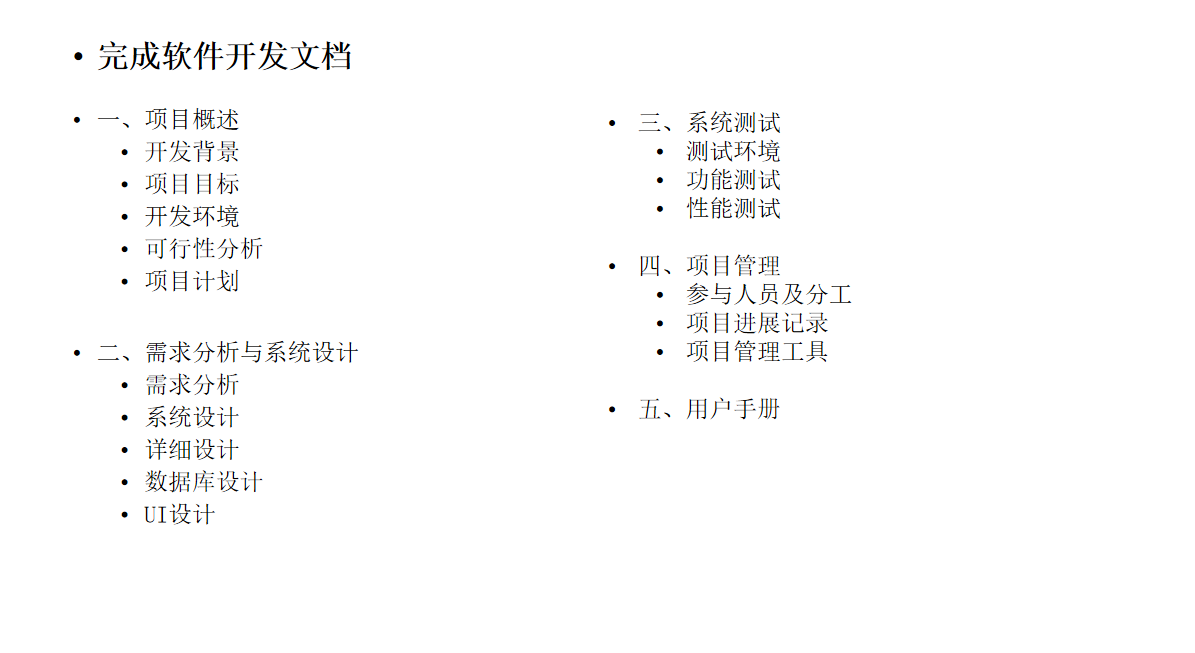 • 完成软件开发文档
• 一、项目概述
• 开发背景
• 项目目标
• 开发环境
• 可行性分析
• 项目计划
• 二、需求分析与系统设计
• 需求分析
• 系统设计
• 详细设计
• 数据库设计
• UI设计
• 三、系统测试
• 测试环境
• 功能测试
• 性能测试
• 四、项目管理
• 参与人员及分工
• 项目进展记录
• 项目管理工具
• 五、用户手册